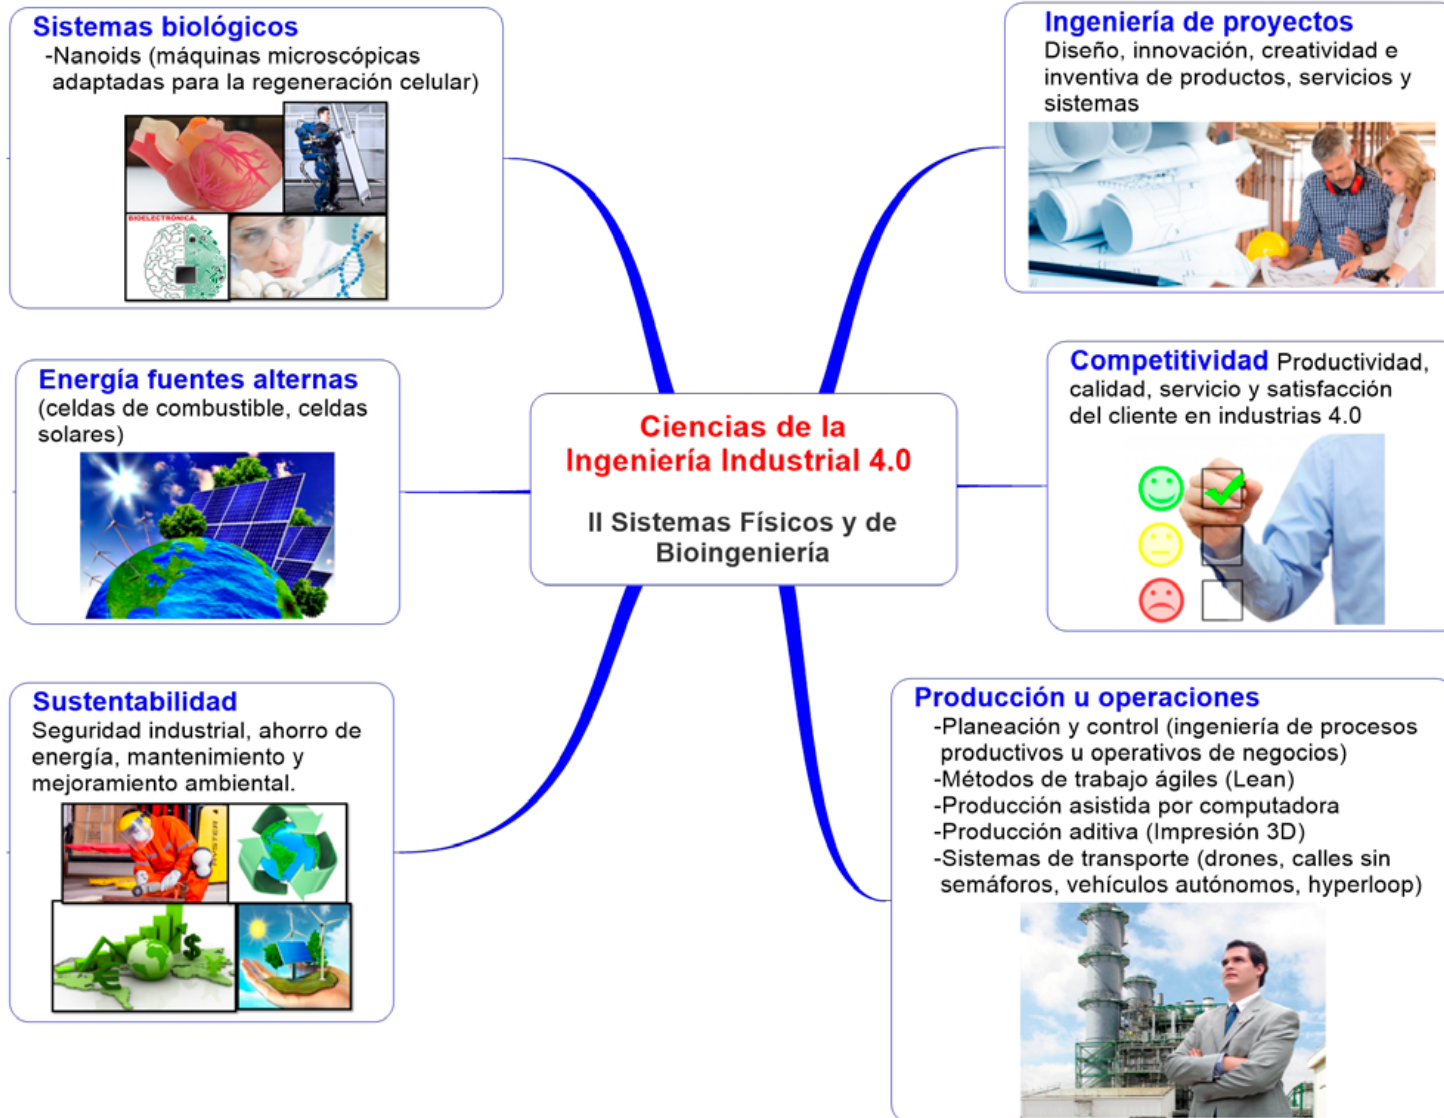 Sistemas biológicos
-Nanoids (máquinas microscópicas
adaptadas para la regeneración celular)
BIOELECTRÓNICA.
Energía fuentes alternas
(celdas de combustible, celdas
solares)
Sustentabilidad
Seguridad industrial, ahorro de
energía, mantenimiento y
mejoramiento ambiental.
HYSTER
Ciencias de la
Ingeniería Industrial 4.0
II Sistemas Físicos y de
Bioingeniería
Ingeniería de proyectos
Diseño, innovación, creatividad e
inventiva de productos, servicios y
sistemas
Competitividad Productividad,
calidad, servicio y satisfacción
del cliente en industrias 4.0
Producción u operaciones
-Planeación y control (ingeniería de procesos
productivos u operativos de negocios)
-Métodos de trabajo ágiles (Lean)
-Producción asistida por computadora
-Producción aditiva (Impresión 3D)
-Sistemas de transporte (drones, calles sin
semáforos, vehículos autónomos, hyperloop)